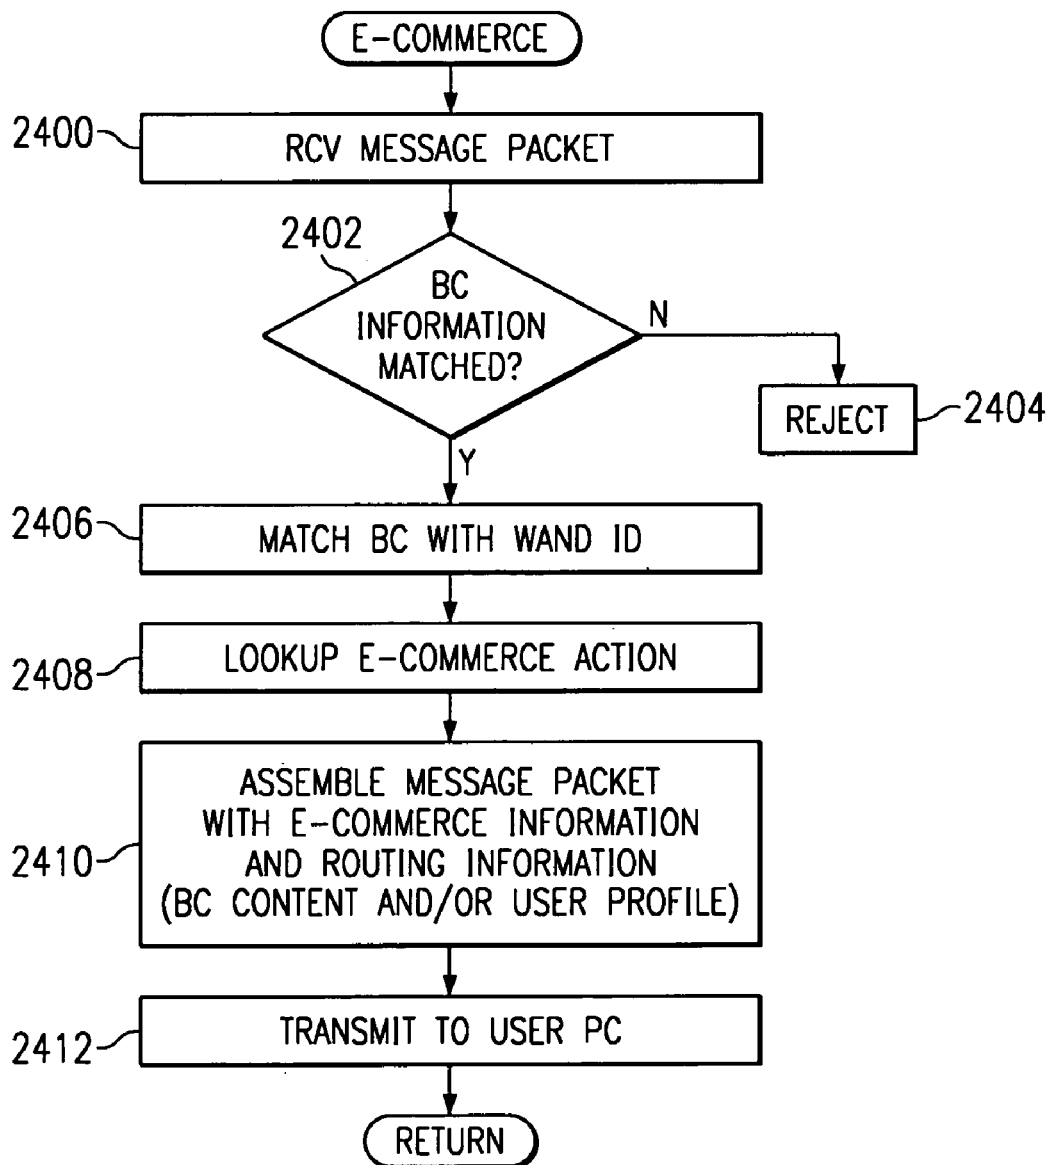 E-COMMERCE
2400
RCV MESSAGE PACKET
2402
BC
INFORMATION
MATCHED?
N
REJECT
2404
Y
2406
MATCH BC WITH WAND ID
2408
LOOKUP E-COMMERCE ACTION
2410
ASSEMBLE MESSAGE PACKET
WITH E-COMMERCE INFORMATION
AND ROUTING INFORMATION
(BC CONTENT AND/OR USER PROFILE)
2412
TRANSMIT TO USER PC
RETURN